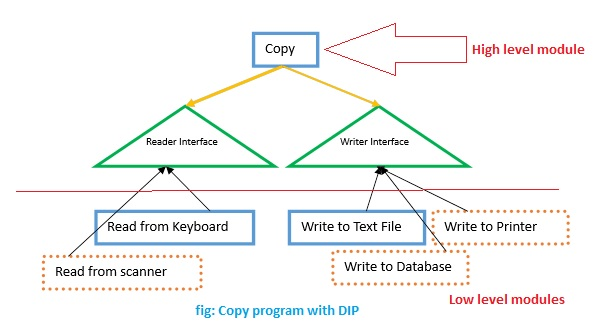 Copy
High level module
Reader Interface
Writer Interface
Read from Keyboard
Write to Text File
Write to Printer
Read from scanner
Write to Database
Low level modules
fig: Copy program with DIP